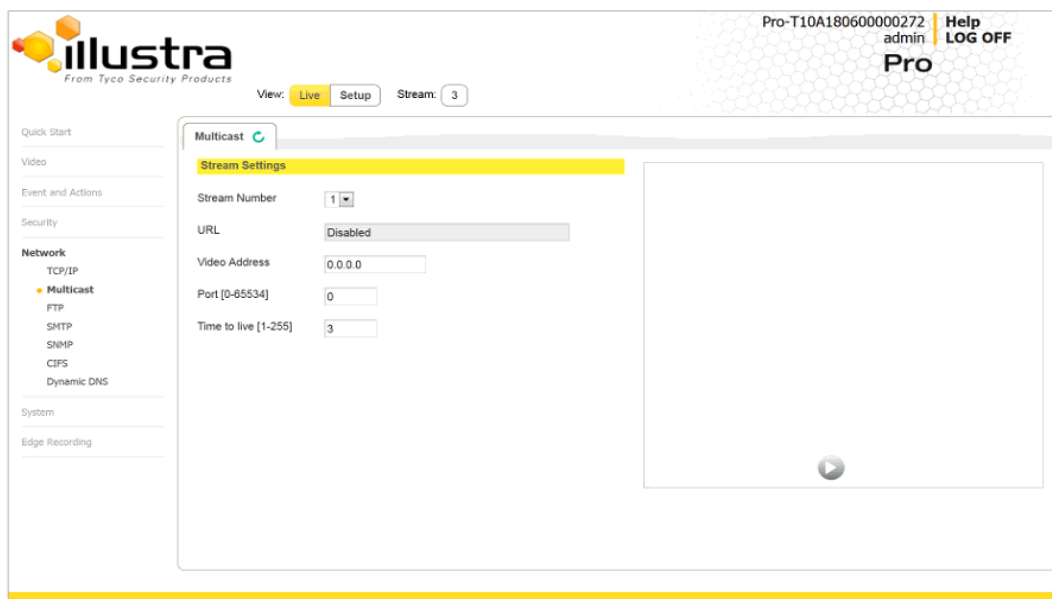 illustra
From Tyco Security Products
Pro-T10A180600000272
admin
Help
LOG OFF
Pro
View: Live Setup Stream: 3
Quick Start
Video
Event and Actions
Security
Network
TCP/IP
Multicast
FTP
SMTP
SNMP
CIFS
Dynamic DNS
System
Edge Recording
Multicast
Stream Settings
Stream Number 1
URL Disabled
Video Address 0.0.0.0
Port [0-65534] 0
Time to live [1-255] 3